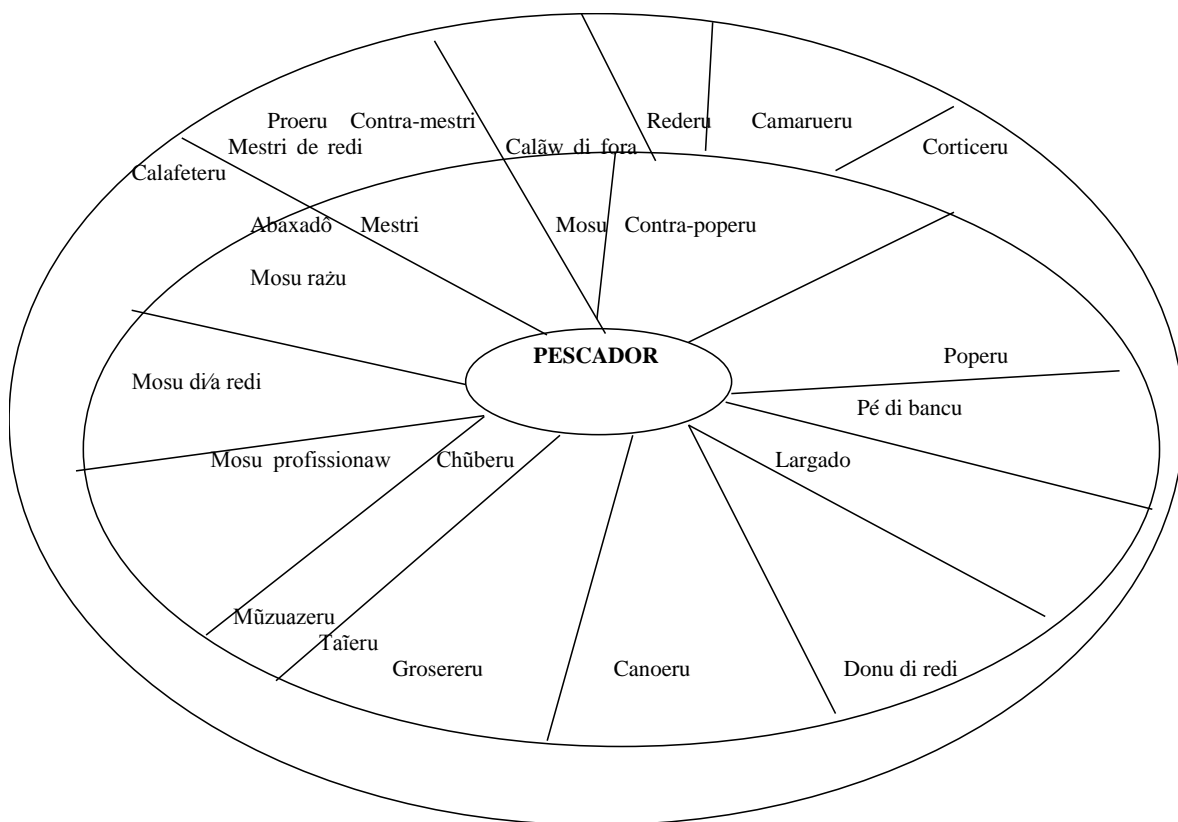 Proeru Contra-mestri Rederu Camarueru
Mestri de redi Calãw di fora Corticeru
Calafeteru
Abaxadô Mestri Mosu Contra-poperu
Mosu rażu
PESCADOR Poperu
Mosu di⁄a redi Pé di bancu
Mosu profissionaw Chũberu Largado
Mũzuazeru
Taĩeru
Grosereru Canoeru Donu di redi